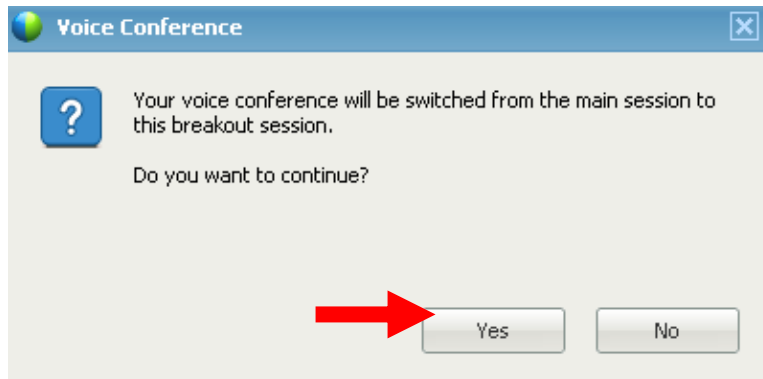 Voice Conference
Your voice conference will be switched from the main session to
this breakout session.
Do you want to continue?
Yes No